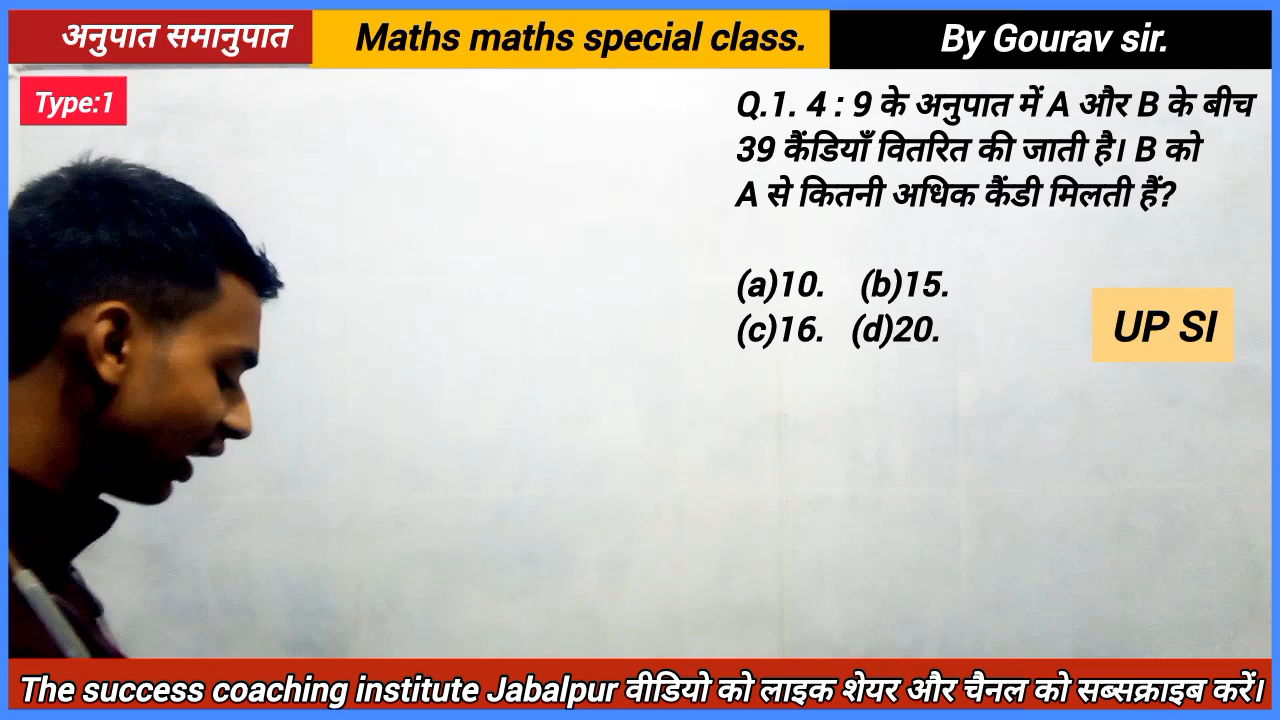 अनुपात समानुपात
Maths maths special class.
By Gourav sir.
Type:1
Q.1. 4 : 9 के अनुपात में A और B के बीच
39 कैंडियाँ वितरित की जाती है। B को
A से कितनी अधिक कैंडी मिलती हैं?
(a)10. (b)15.
(c)16. (d)20.
UP SI
The success coaching institute Jabalpur वीडियो को लाइक शेयर और चैनल को सब्सक्राइब करें।